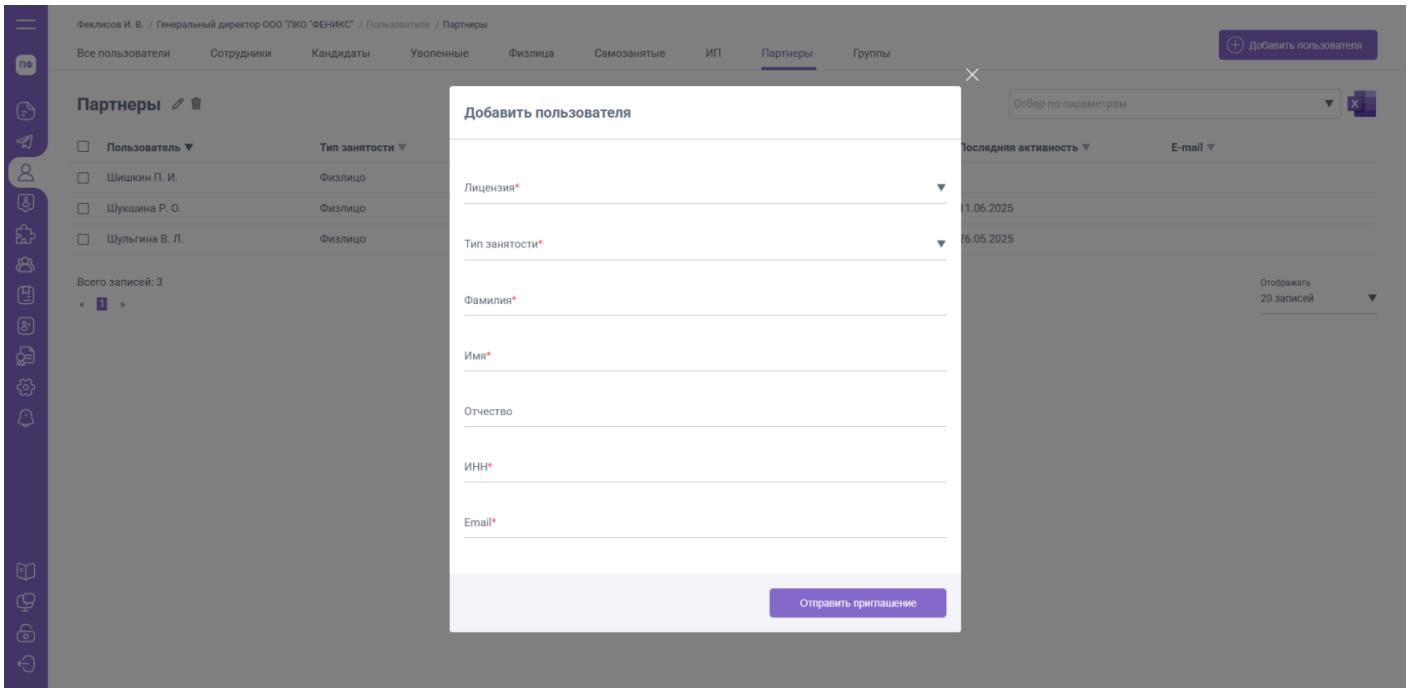 Феклисов И. В. / Генеральный директор ООО "ПКО "ФЕНИКС" / Пользователи / Партнеры
Все пользователи Сотрудники Кандидаты Уволенные Физлица Самозанятые ИП Партнеры Группы
Добавить пользователя
ПФ
Партнеры
Отбор по параметрам
Пользователь Тип занятости Последняя активность E-mail
Шишкин П. И. Физлицо
Шукшина Р. О. Физлицо 11.06.2025
Шульгина В. Л. Физлицо 26.05.2025
Всего записей: 3
« 1 »
Отображать
20 записей
Добавить пользователя
Лицензия*
Тип занятости*
Фамилия*
Имя*
Отчество
ИНН*
Email*
Отправить приглашение